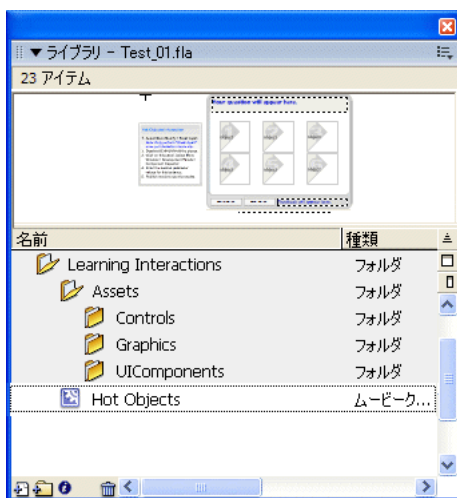 ライブラリ - Test_01.fla
23 アイテム
Your question will appear here.
名前 種類
Learning Interactions フォルダ
Assets フォルダ
Controls フォルダ
Graphics フォルダ
UIComponents フォルダ
Hot Objects ムービーク...